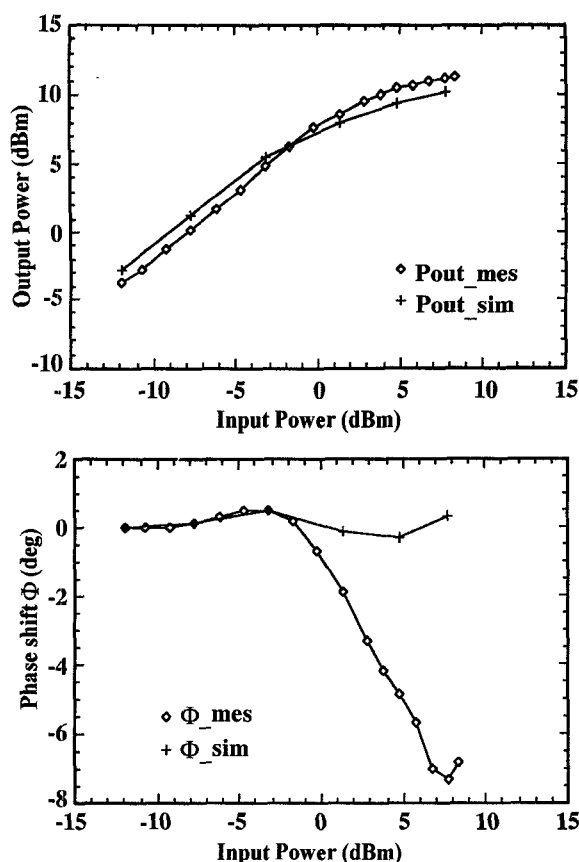 15
10
5
0
-5
-10
Output Power (dBm)
Pout_mes
Pout_sim
-15 -10 -5 0 5 10 15
Input Power (dBm)
2
0
-2
-4
-6
-8
Phase shift Φ (deg)
Φ_mes
Φ_sim
-15 -10 -5 0 5 10 15
Input Power (dBm)